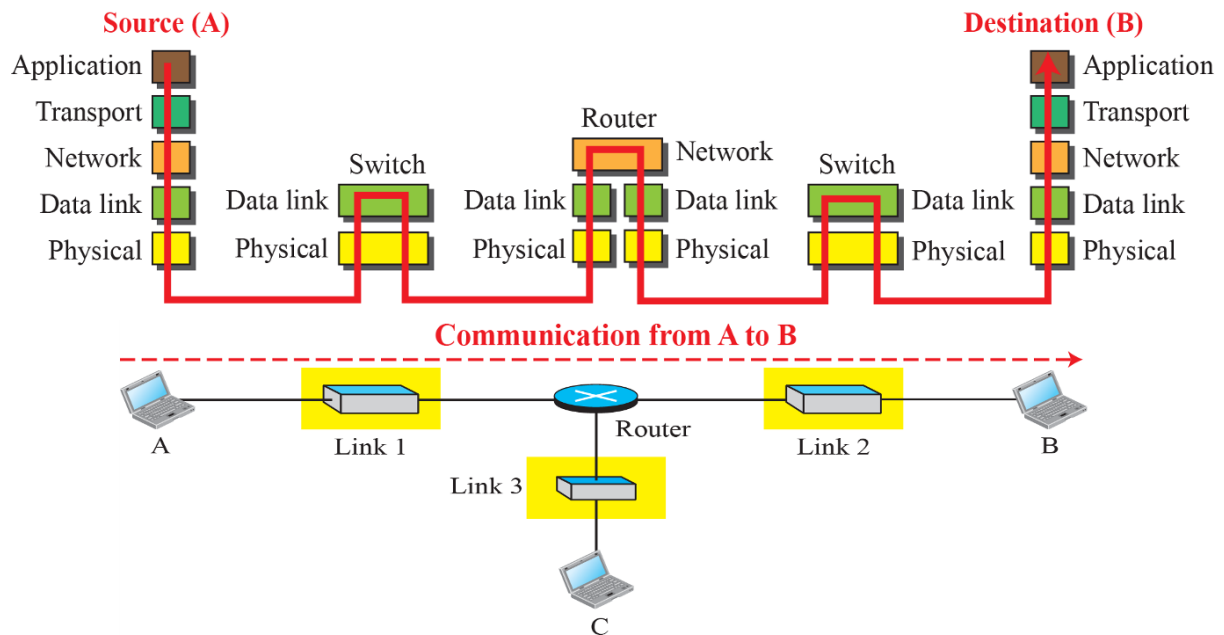 Source (A)
Destination (B)
Application
Application
Transport
Transport
Router
Network
Switch
Network
Switch
Network
Data link
Data link
Data link
Data link
Data link
Data link
Physical
Physical
Physical
Physical
Physical
Physical
Communication from A to B
A
Link 1
Router
Link 2
B
Link 3
C